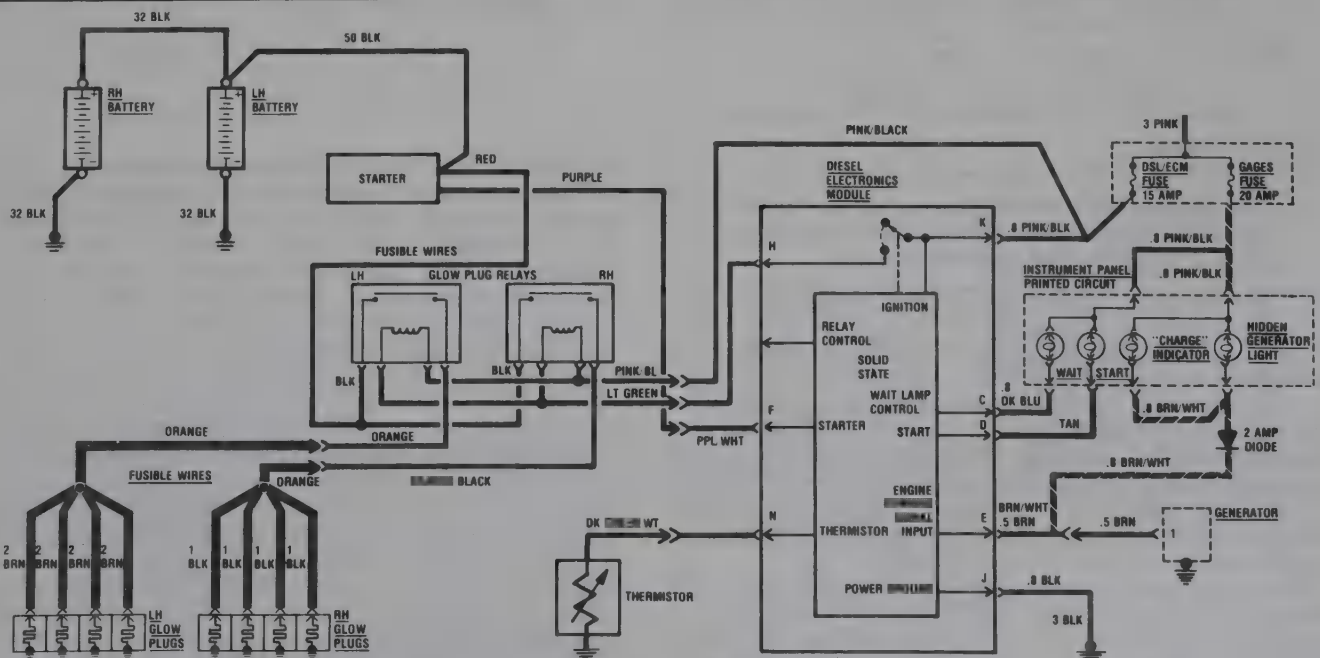 32 BLK
50 BLK
RH
BATTERY
LH
BATTERY
32 BLK
32 BLK
STARTER
RED
PURPLE
PINK/BLACK
3 PINK
DSL/ECM
FUSE
15 AMP
GAGES
FUSE
20 AMP
DIESEL
ELECTRONICS
MODULE
FUSIBLE WIRES
LH
GLOW PLUG RELAYS
RH
H
K
.8 PINK/BLK
.8 PINK/BLK
.8 PINK/BLK
INSTRUMENT PANEL
PRINTED CIRCUIT
IGNITION
RELAY
CONTROL
SOLID
STATE
"CHARGE"
INDICATOR
HIDDEN
GENERATOR
LIGHT
WAIT
START
BLK
BLK
PINK/BL
LT GREEN
WAIT LAMP
CONTROL
C
.8
DK BLU
F
STARTER
START
D
TAN
.8 BRN/WHT
2 AMP
DIODE
PPL WHT
ORANGE
ORANGE
FUSIBLE WIRES
ORANGE
BLACK
.8 BRN/WHT
ENGINE
INPUT
BRN/WHT
E
.5 BRN
.5 BRN
GENERATOR
1
DK
WT
N
THERMISTOR
2
BRN
2
BRN
2
BRN
2
BRN
1
BLK
1
BLK
1
BLK
1
BLK
THERMISTOR
POWER
J
.8 BLK
3 BLK
LH
GLOW
PLUGS
RH
GLOW
PLUGS